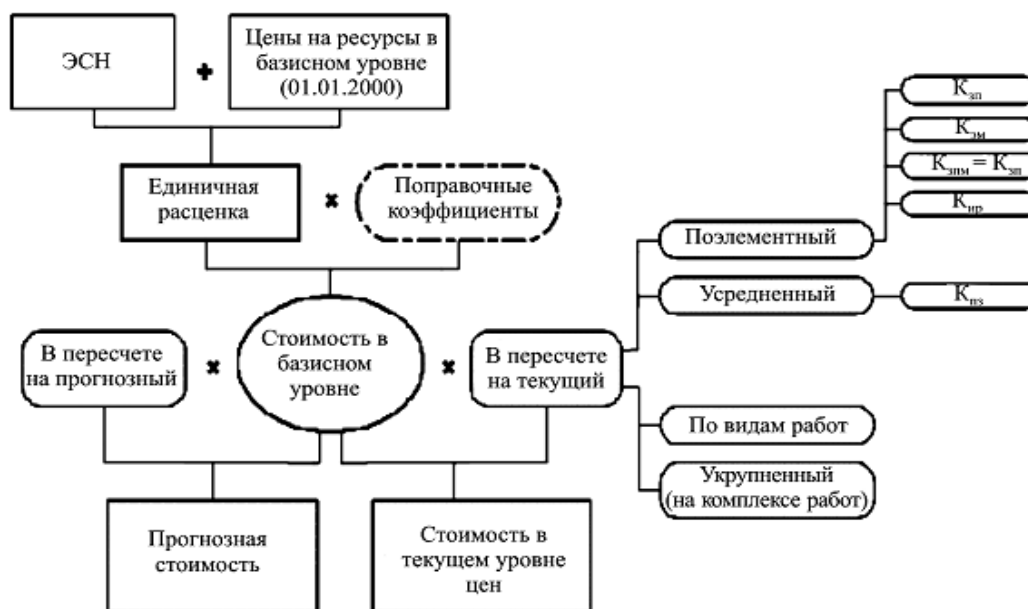 ЭСН
+
Цены на ресурсы в
базисном уровне
(01.01.2000)
Единичная
расценка
×
Поправочные
коэффициенты
В пересчете
на прогнозный
×
Стоимость в
базисном
уровне
×
В пересчете
на текущий
Прогнозная
стоимость
Стоимость в
текущем уровне
цен
Поэлементный
Кзп
Кэм
Кзпм = Кзп
Кнр
Усредненный
Кпз
По видам работ
Укрупненный
(на комплексе работ)